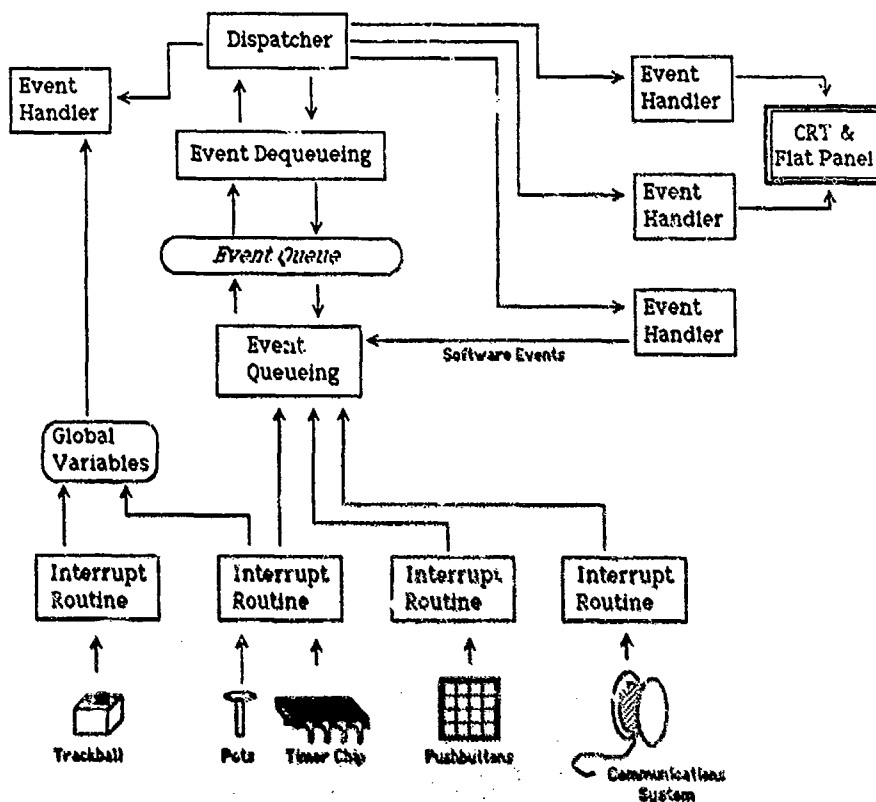 Dispatcher
Event
Handler
Event
Handler
CRT &
Flat Panel
Event Dequeueing
Event
Handler
Event Queue
Event
Handler
Event
Queueing
Software Events
Global
Variables
Interrupt
Routine
Interrupt
Routine
Interrupt
Routine
Interrupt
Routine
Trackball
Pots
Timer Chip
Pushbuttons
Communications
System